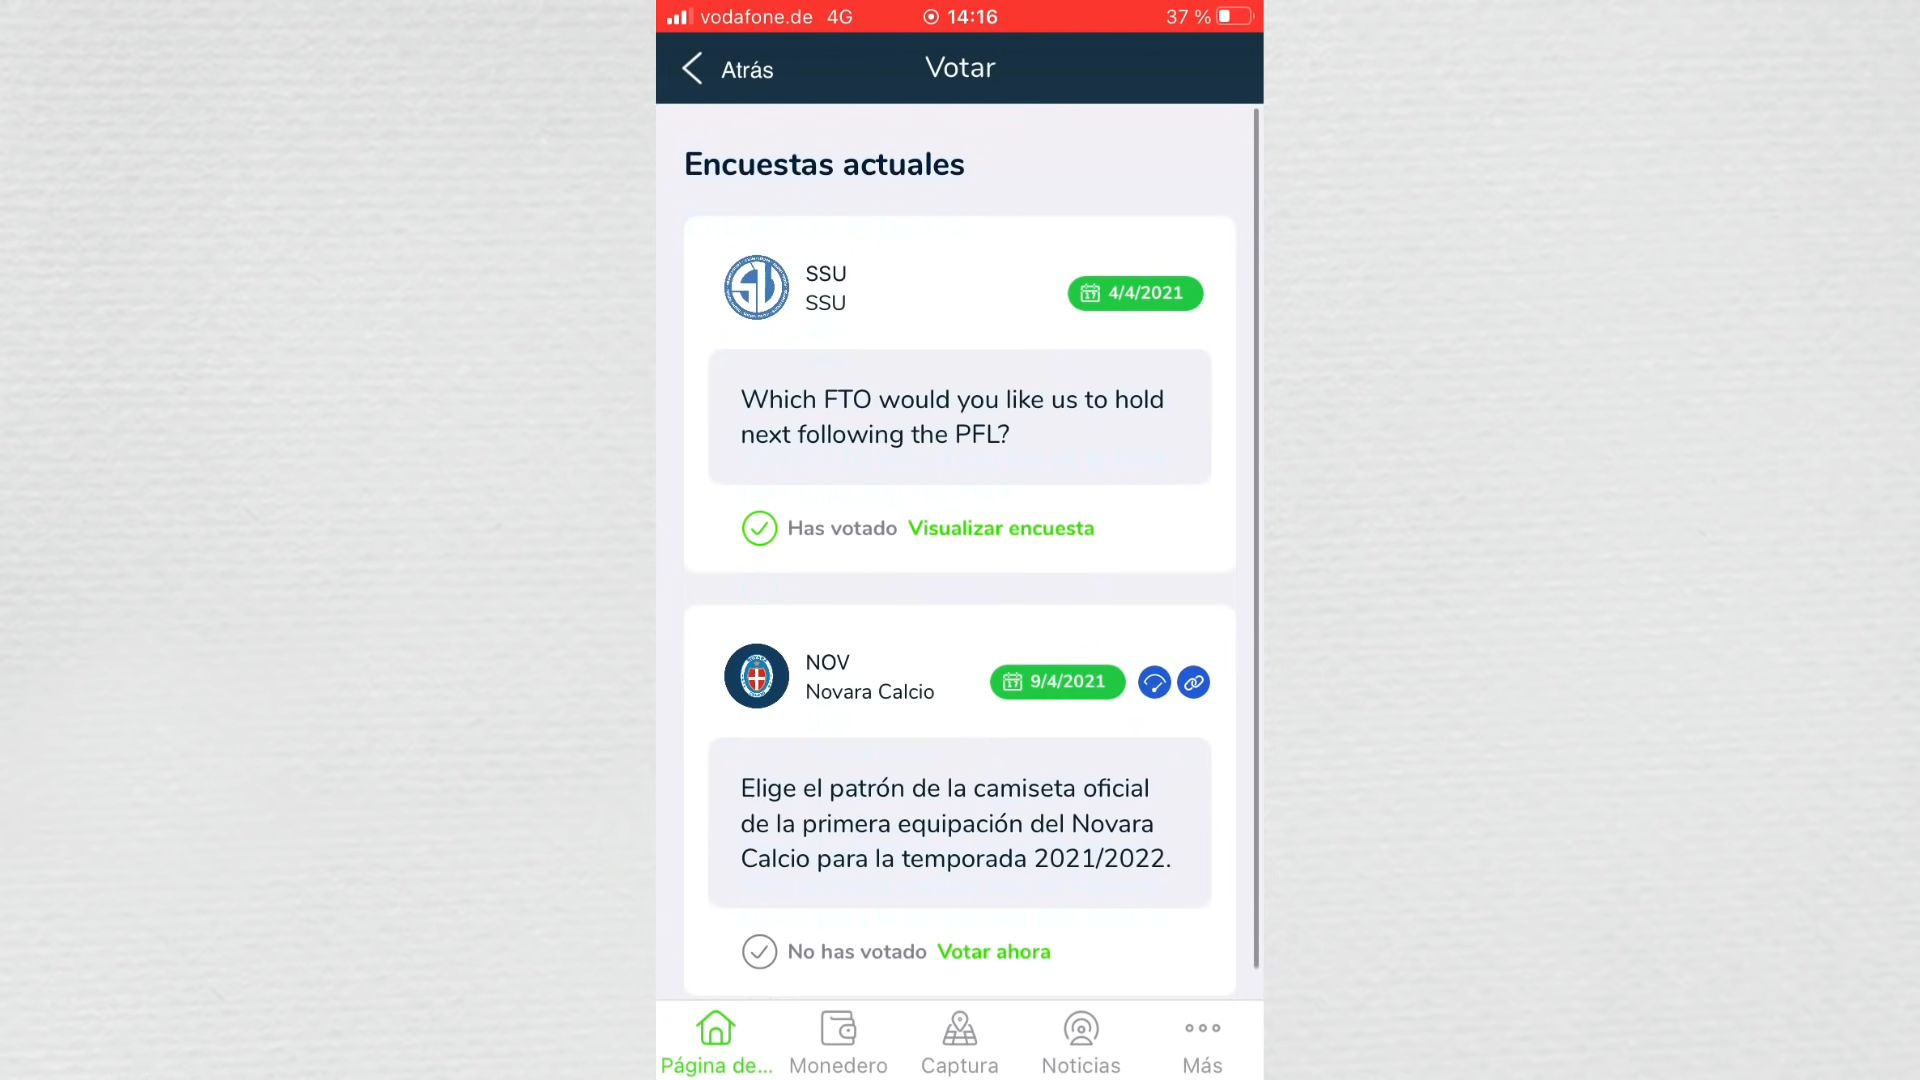 vodafone.de 4G 14:16 37 %
Atrás Votar
Encuestas actuales
SSU
SSU
4/4/2021
Which FTO would you like us to hold
next following the PFL?
Has votado Visualizar encuesta
NOV
Novara Calcio
9/4/2021
Elige el patrón de la camiseta oficial
de la primera equipación del Novara
Calcio para la temporada 2021/2022.
No has votado Votar ahora
Página de... Monedero Captura Noticias Más